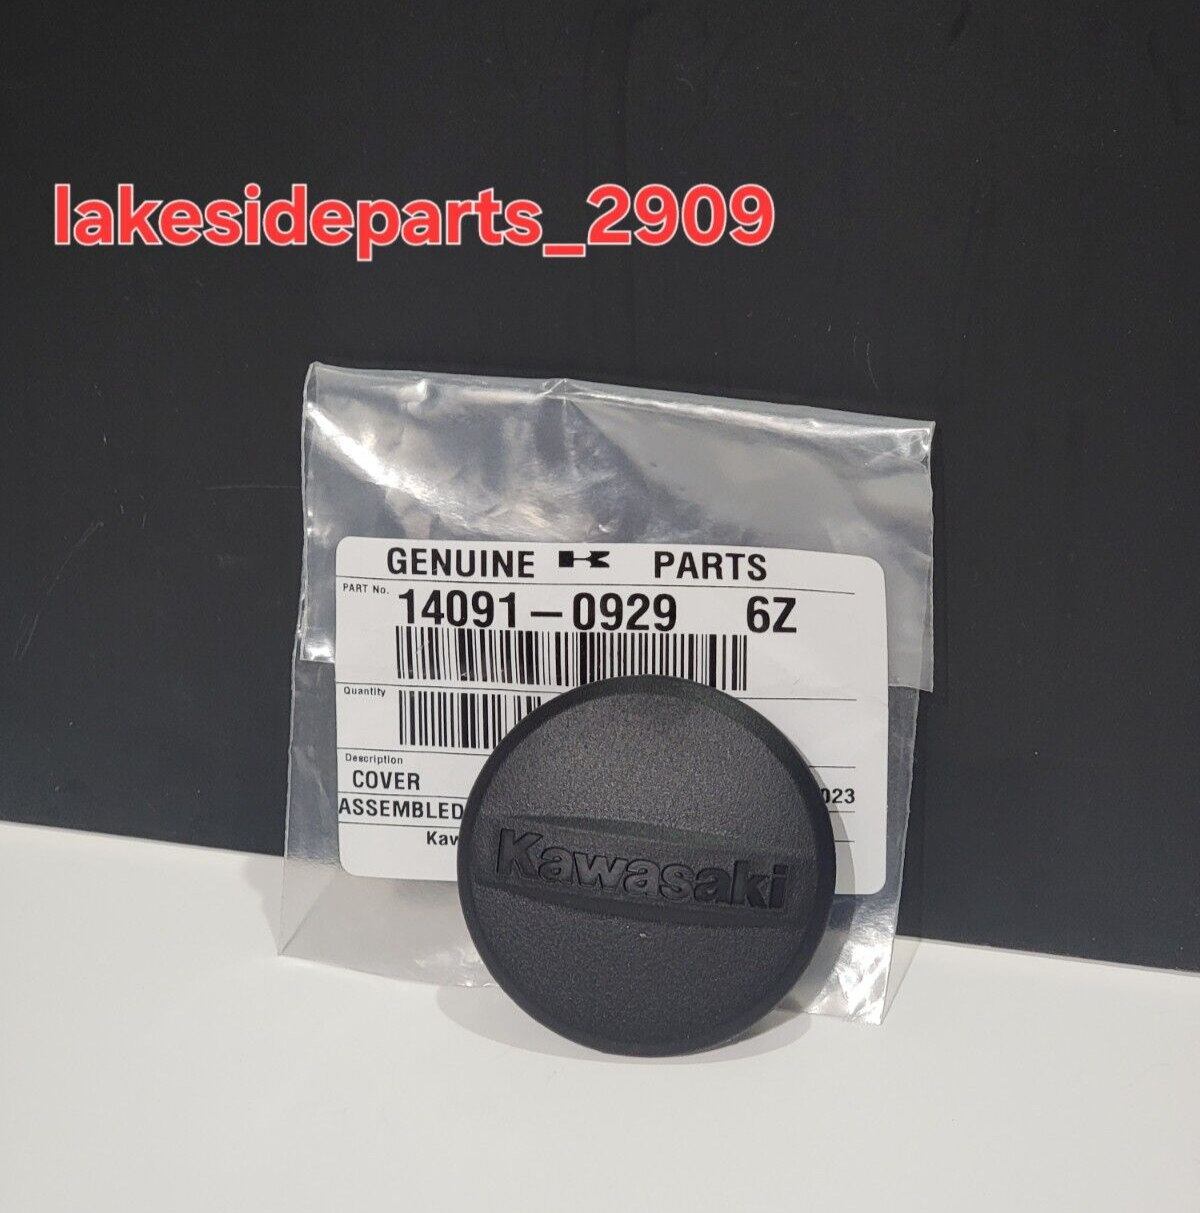 lakesideparts_2909
GENUINE PARTS
PART No. 14091-0929 6Z
Quantity
Description
COVER
023
ASSEMBLED
Kaw
Kawasaki